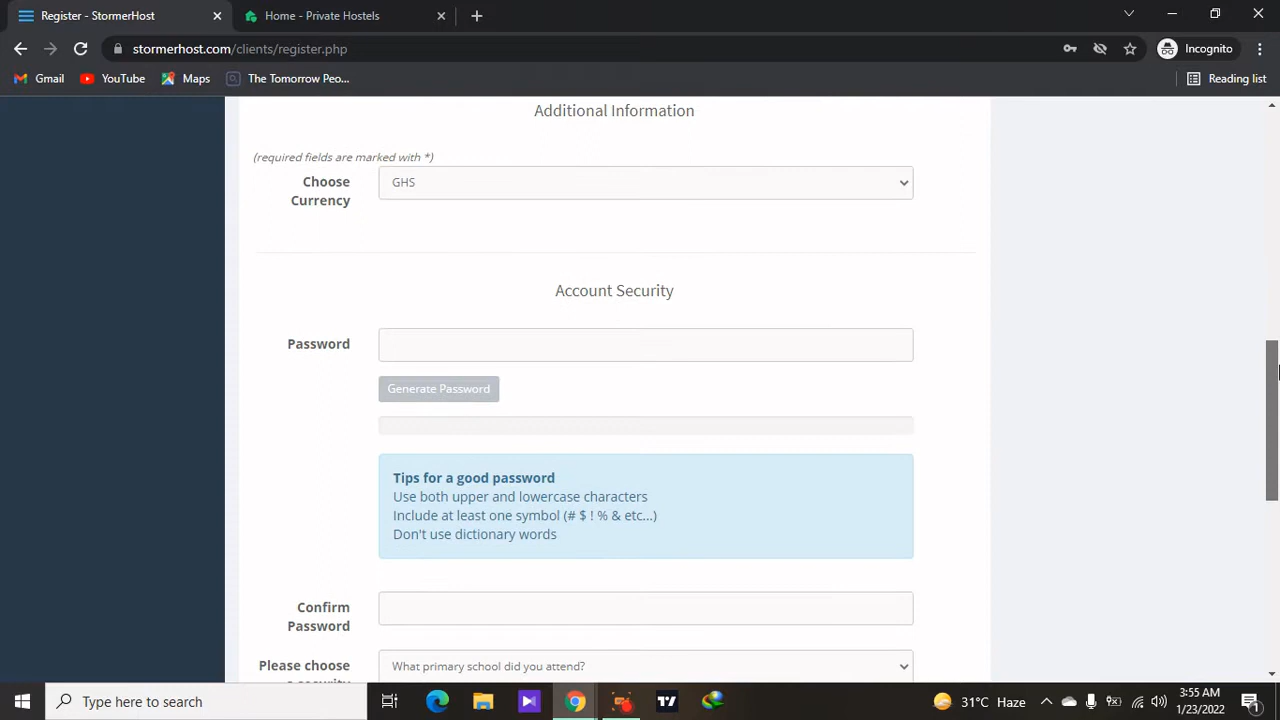 Register - StormerHost
Home - Private Hostels
stormerhost.com/clients/register.php
Incognito
Gmail
YouTube
Maps
The Tomorrow Peo...
Reading list
Additional Information
(required fields are marked with *)
Choose
Currency
GHS
Account Security
Password
Generate Password
Tips for a good password
Use both upper and lowercase characters
Include at least one symbol (# $ ! % & etc...)
Don't use dictionary words
Confirm
Password
Please choose
a security
What primary school did you attend?
Type here to search
31°C Haze
3:55 AM
1/23/2022
1